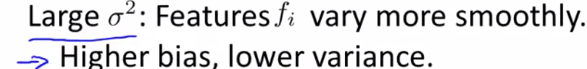 Large σ²: Features fᵢ vary more smoothly.
Higher bias, lower variance.